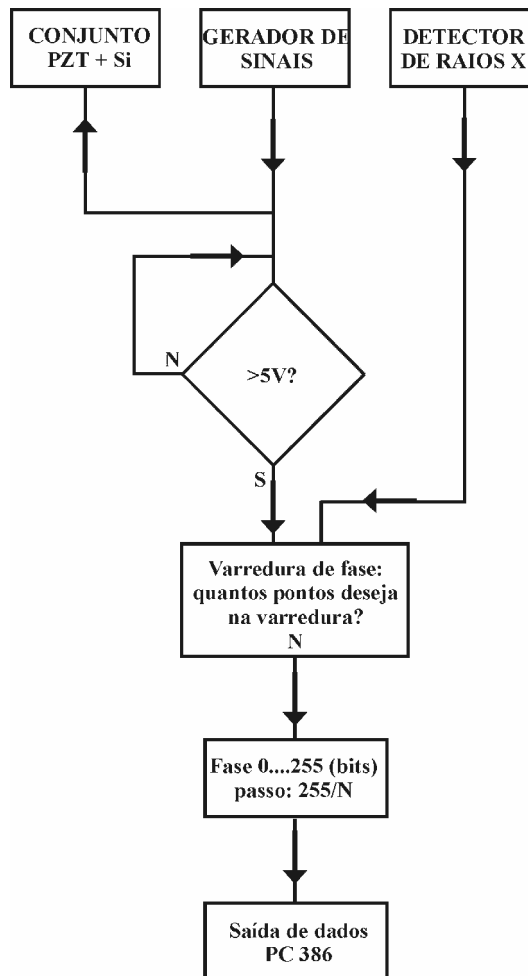 CONJUNTO
PZT + Si
GERADOR DE
SINAIS
DETECTOR
DE RAIOS X
N
>5V?
S
Varredura de fase:
quantos pontos deseja
na varredura?
N
Fase 0....255 (bits)
passo: 255/N
Saída de dados
PC 386